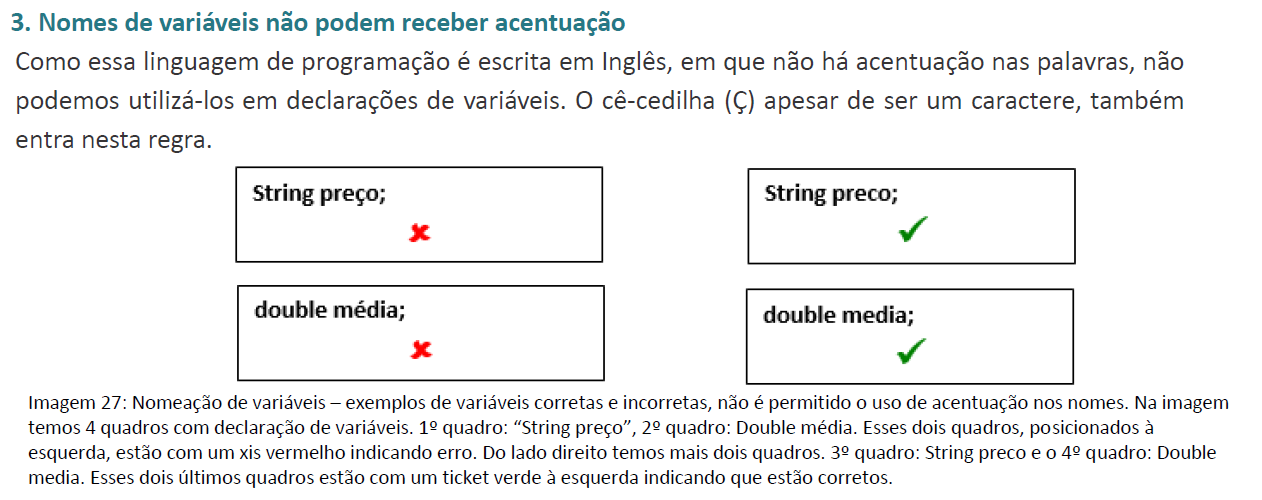 3. Nomes de variáveis não podem receber acentuação
Como essa linguagem de programação é escrita em Inglês, em que não há acentuação nas palavras, não
podemos utilizá-los em declarações de variáveis. O cê-cedilha (Ç) apesar de ser um caractere, também
entra nesta regra.
String preço;
String preco;
double média;
double media;
Imagem 27: Nomeação de variáveis – exemplos de variáveis corretas e incorretas, não é permitido o uso de acentuação nos nomes. Na imagem
temos 4 quadros com declaração de variáveis. 1º quadro: “String preço”, 2º quadro: Double média. Esses dois quadros, posicionados à
esquerda, estão com um xis vermelho indicando erro. Do lado direito temos mais dois quadros. 3º quadro: String preco e o 4º quadro: Double
media. Esses dois últimos quadros estão com um ticket verde à esquerda indicando que estão corretos.